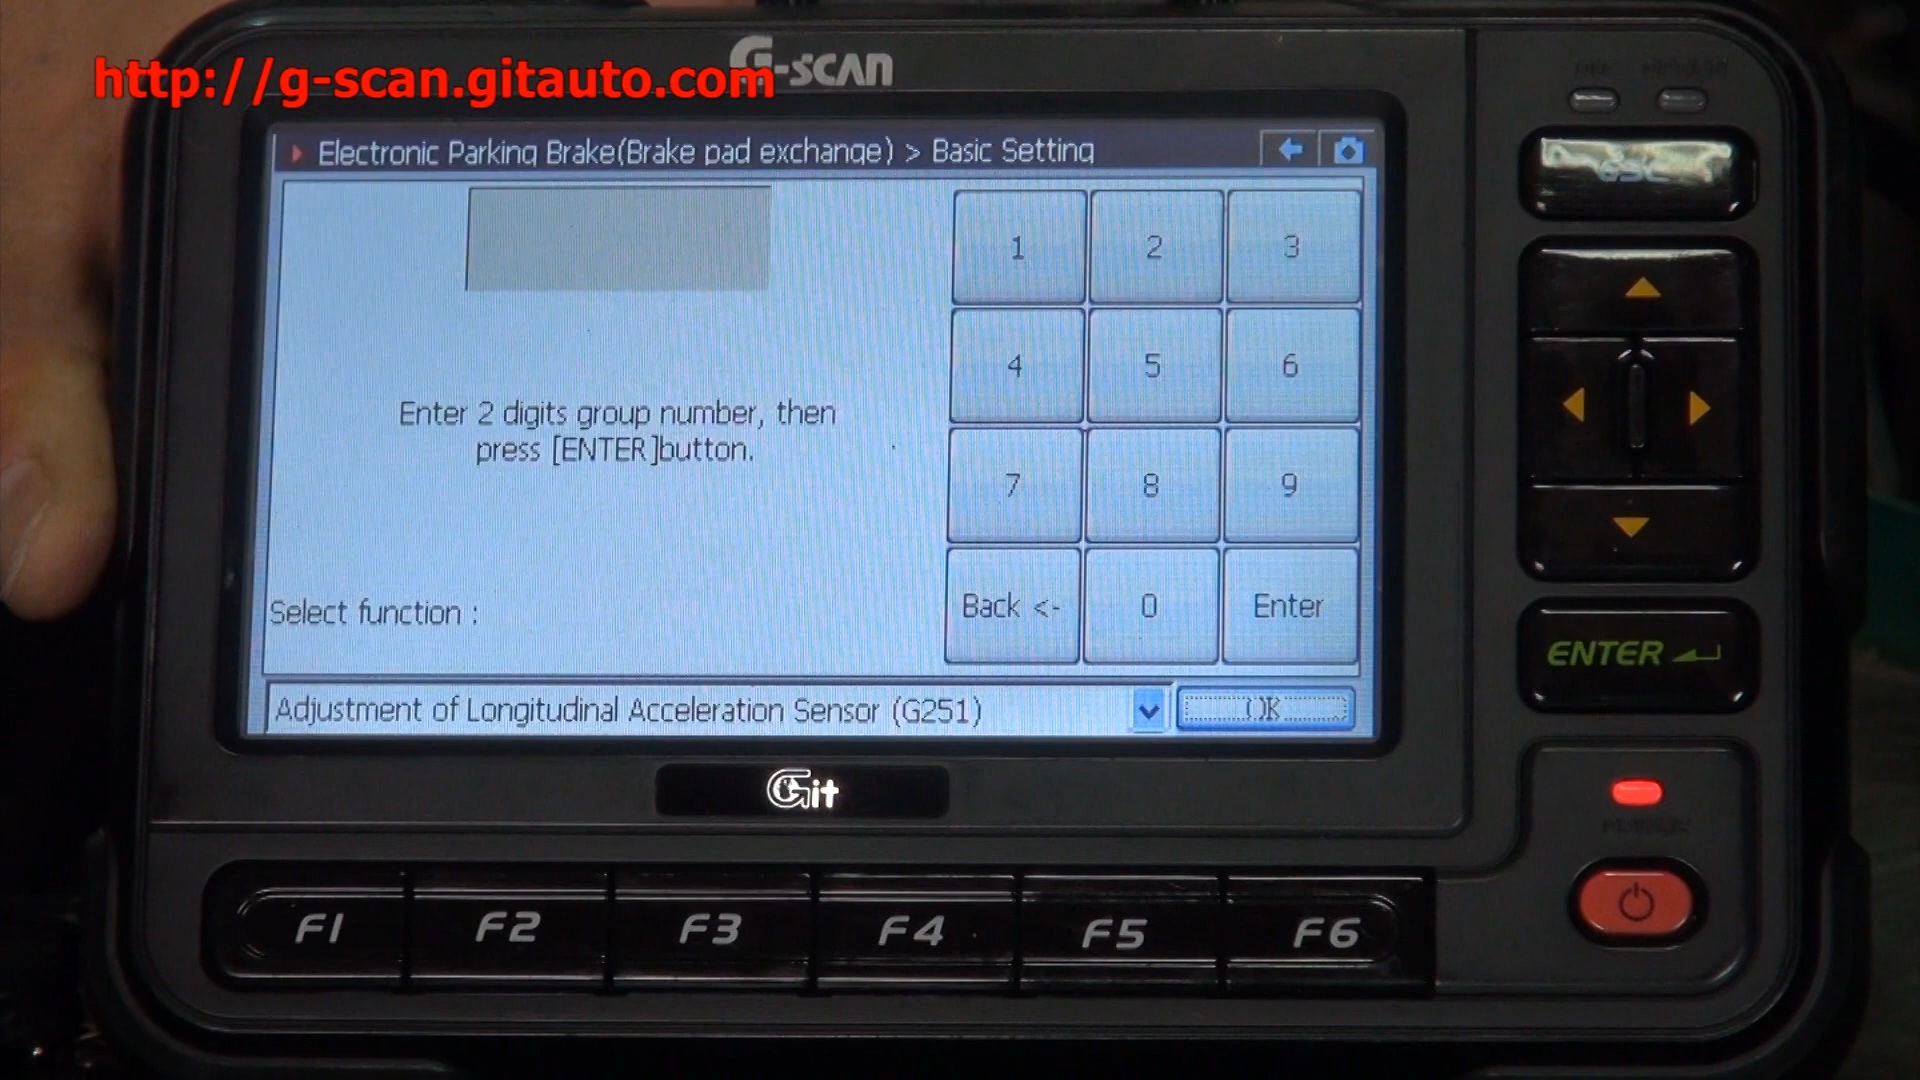 http://g-scan.gitauto.com
G-SCAN
Electronic Parking Brake(Brake pad exchange) > Basic Setting
1 2 3
4 5 6
7 8 9
Back <- 0 Enter
Enter 2 digits group number, then
press [ENTER]button.
Select function :
Adjustment of Longitudinal Acceleration Sensor (G251)
OK
Git
F1 F2 F3 F4 F5 F6
ESC
ENTER